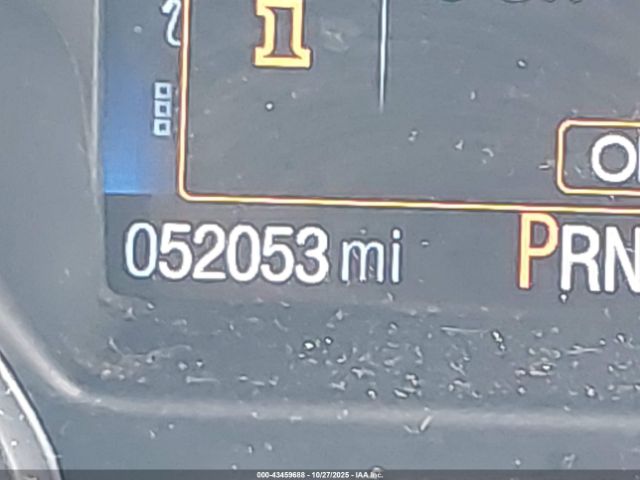 i
052053 mi
PRN
000-43459688 - 10/27/2025 - IAA Inc.